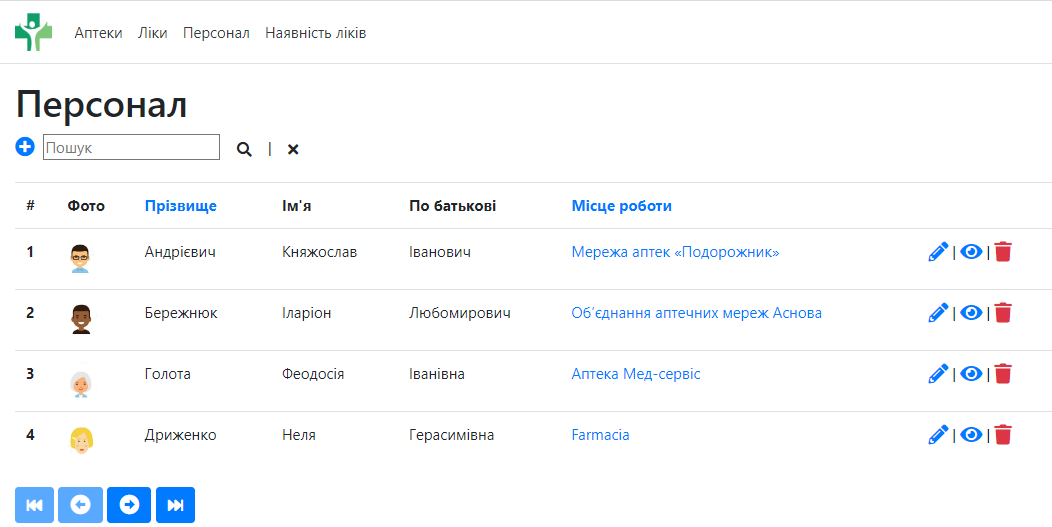 Аптеки Ліки Персонал Наявність ліків
Персонал
Пошук |
# Фото Прізвище Ім'я По батькові Місце роботи
1 Андрієвич Княжослав Іванович Мережа аптек «Подорожник» | |
2 Бережнюк Іларіон Любомирович Об'єднання аптечних мереж Аснова | |
3 Голота Феодосія Іванівна Аптека Мед-сервіс | |
4 Дриженко Неля Герасимівна Farmacia | |